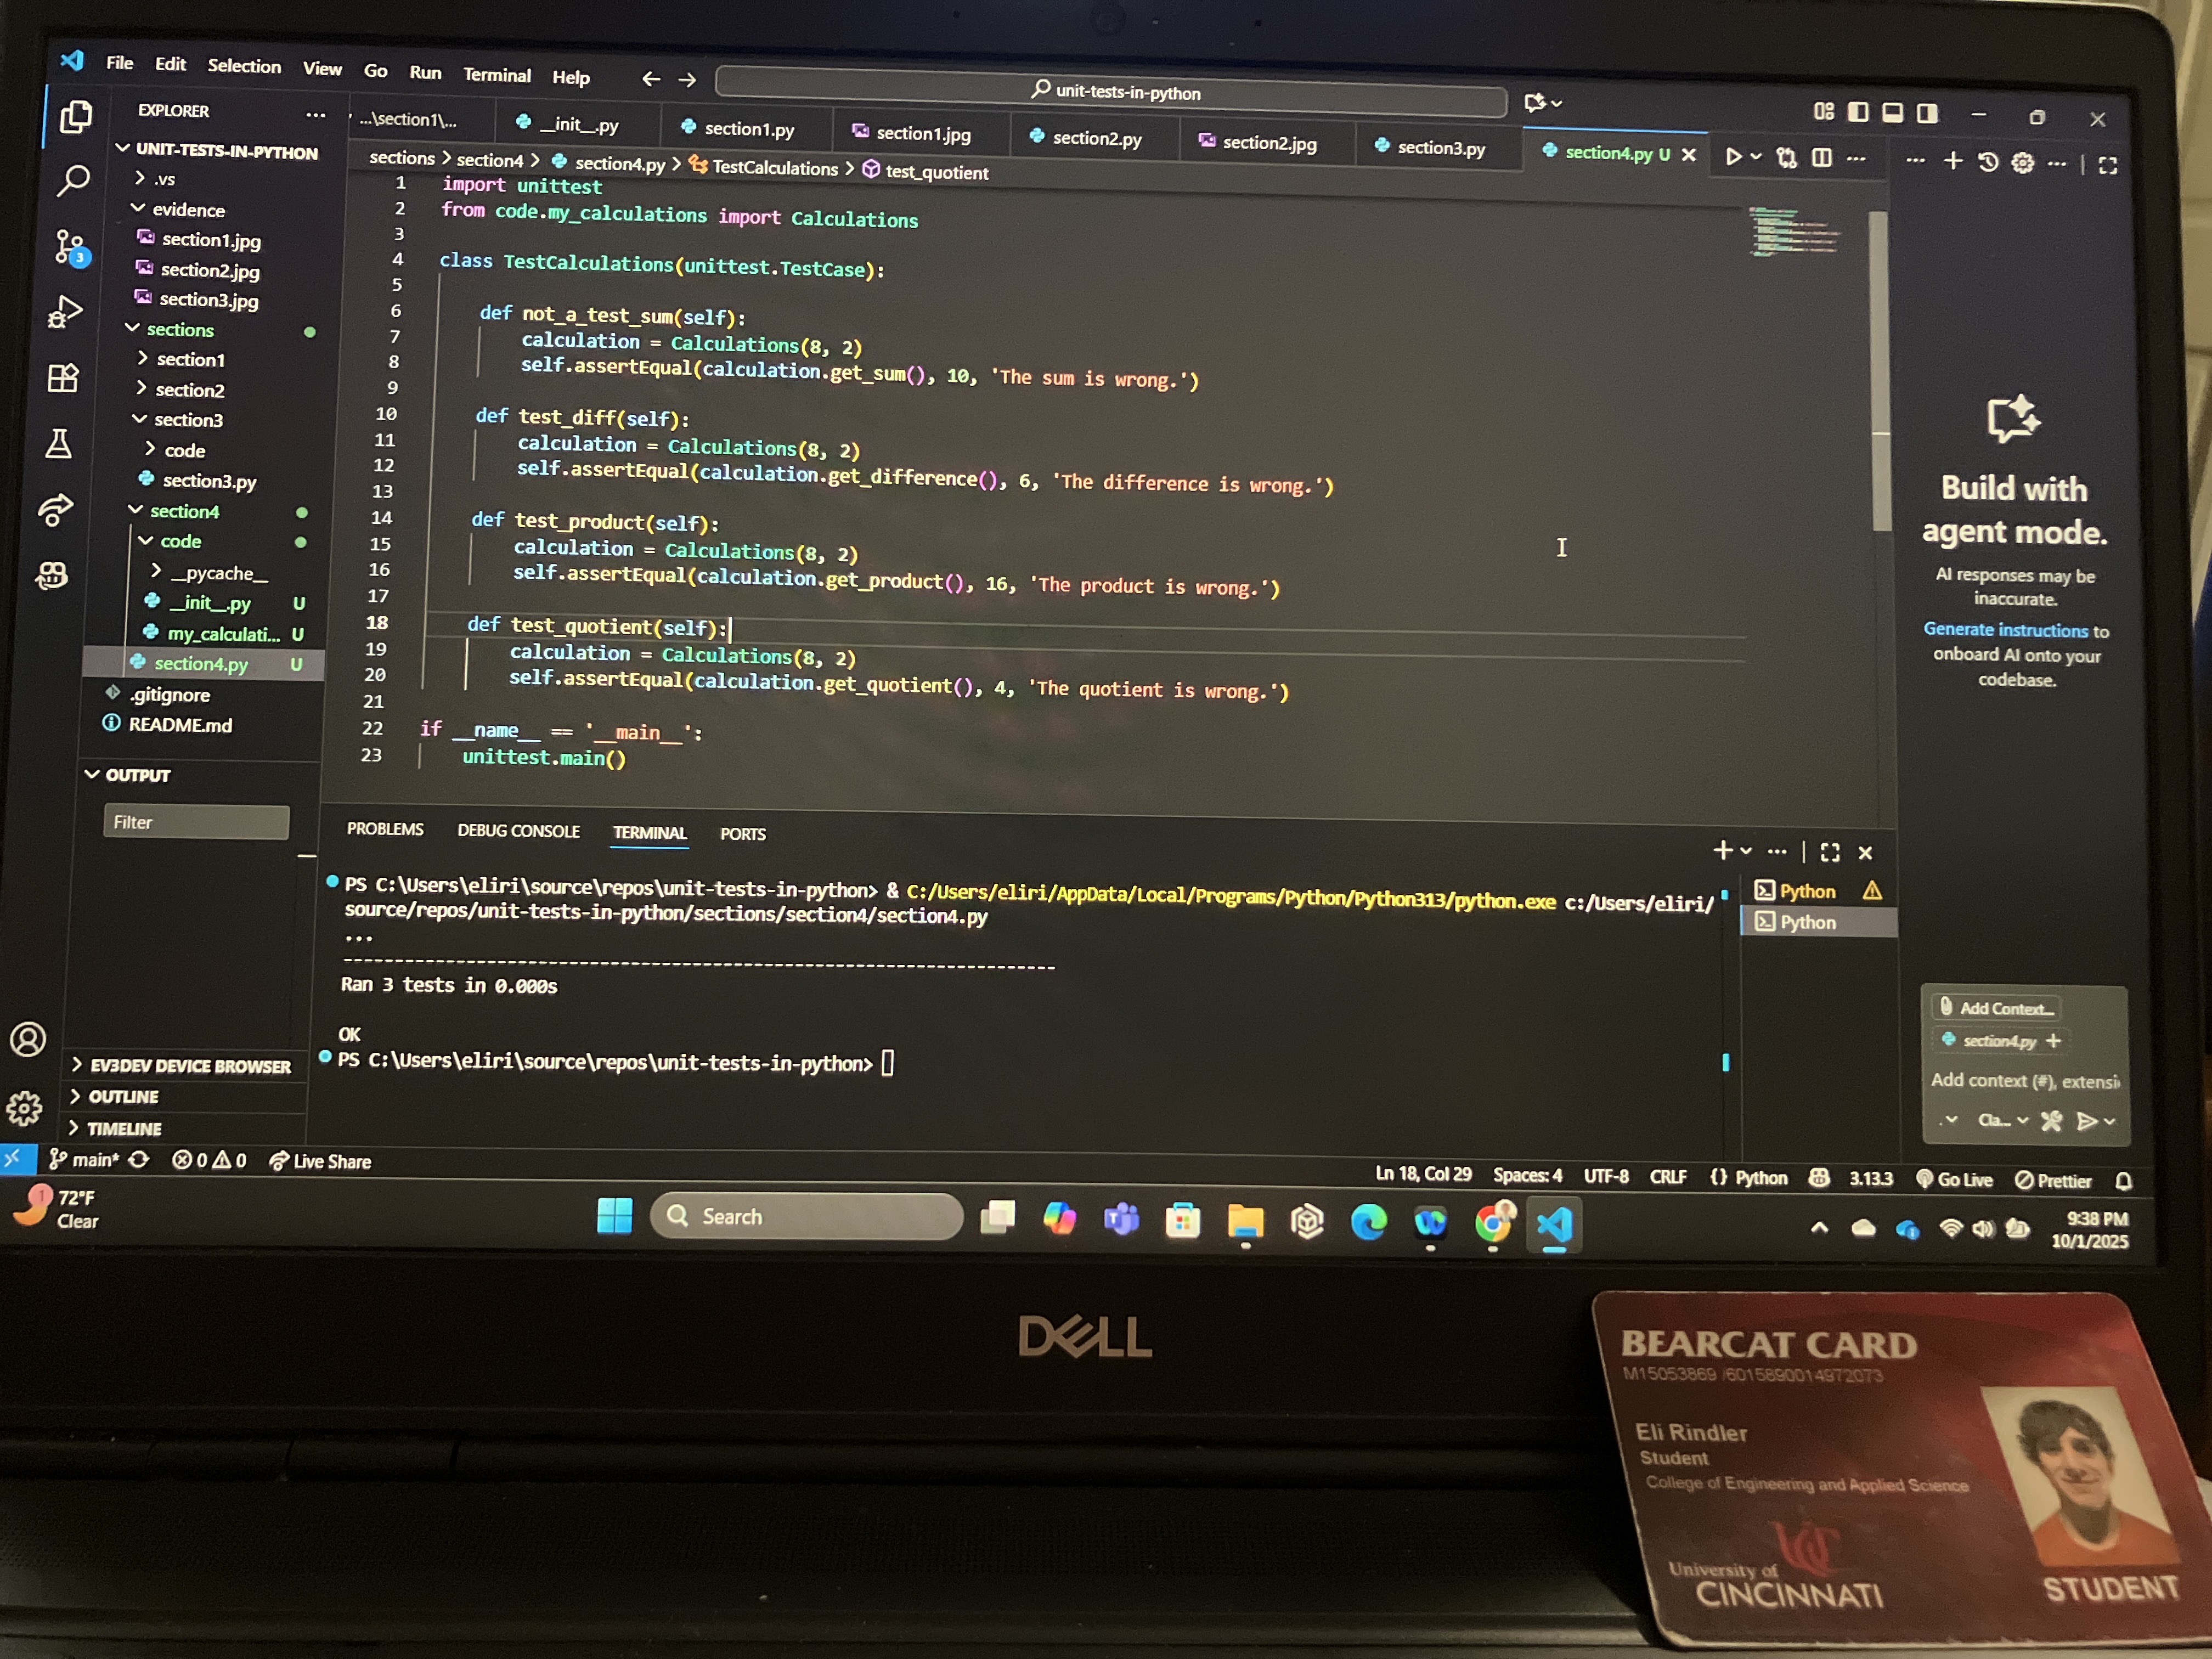 File Edit Selection View Go Run Terminal Help
unit-tests-in-python
EXPLORER
UNIT-TESTS-IN-PYTHON
.vs
evidence
section1.jpg
section2.jpg
section3.jpg
sections
section1
section2
section3
code
section3.py
section4
code
__pycache__
__init__.py U
my_calculati... U
section4.py U
.gitignore
README.md
OUTPUT
Filter
EV3DEV DEVICE BROWSER
OUTLINE
TIMELINE
3
...\section1\... __init__.py section1.py section1.jpg section2.py section2.jpg section3.py section4.py U
sections > section4 > section4.py > TestCalculations > test_quotient
1 import unittest
2 from code.my_calculations import Calculations
3
4 class TestCalculations(unittest.TestCase):
5
6 def not_a_test_sum(self):
7 calculation = Calculations(8, 2)
8 self.assertEqual(calculation.get_sum(), 10, 'The sum is wrong.')
9
10 def test_diff(self):
11 calculation = Calculations(8, 2)
12 self.assertEqual(calculation.get_difference(), 6, 'The difference is wrong.')
13
14 def test_product(self):
15 calculation = Calculations(8, 2)
16 self.assertEqual(calculation.get_product(), 16, 'The product is wrong.')
17
18 def test_quotient(self):
19 calculation = Calculations(8, 2)
20 self.assertEqual(calculation.get_quotient(), 4, 'The quotient is wrong.')
21
22 if __name__ == '__main__':
23 unittest.main()
PROBLEMS DEBUG CONSOLE TERMINAL PORTS
PS C:\Users\eliri\source\repos\unit-tests-in-python> & C:/Users/eliri/AppData/Local/Programs/Python/Python313/python.exe c:/Users/eliri/
source/repos/unit-tests-in-python/sections/section4/section4.py
...
----------------------------------------------------------------------
Ran 3 tests in 0.000s
OK
PS C:\Users\eliri\source\repos\unit-tests-in-python>
Python
Python
Build with
agent mode.
AI responses may be
inaccurate.
Generate instructions to
onboard AI onto your
codebase.
Add Context...
section4.py +
Add context (#), extensi
Cla...
main* 0 0 Live Share
Ln 18, Col 29 Spaces: 4 UTF-8 CRLF {} Python 3.13.3 Go Live Prettier
1
72°F
Clear
Search
9:38 PM
10/1/2025
DELL
BEARCAT CARD
M15053869 /6015890014972073
Eli Rindler
Student
College of Engineering and Applied Science
UC
University of
CINCINNATI
STUDENT